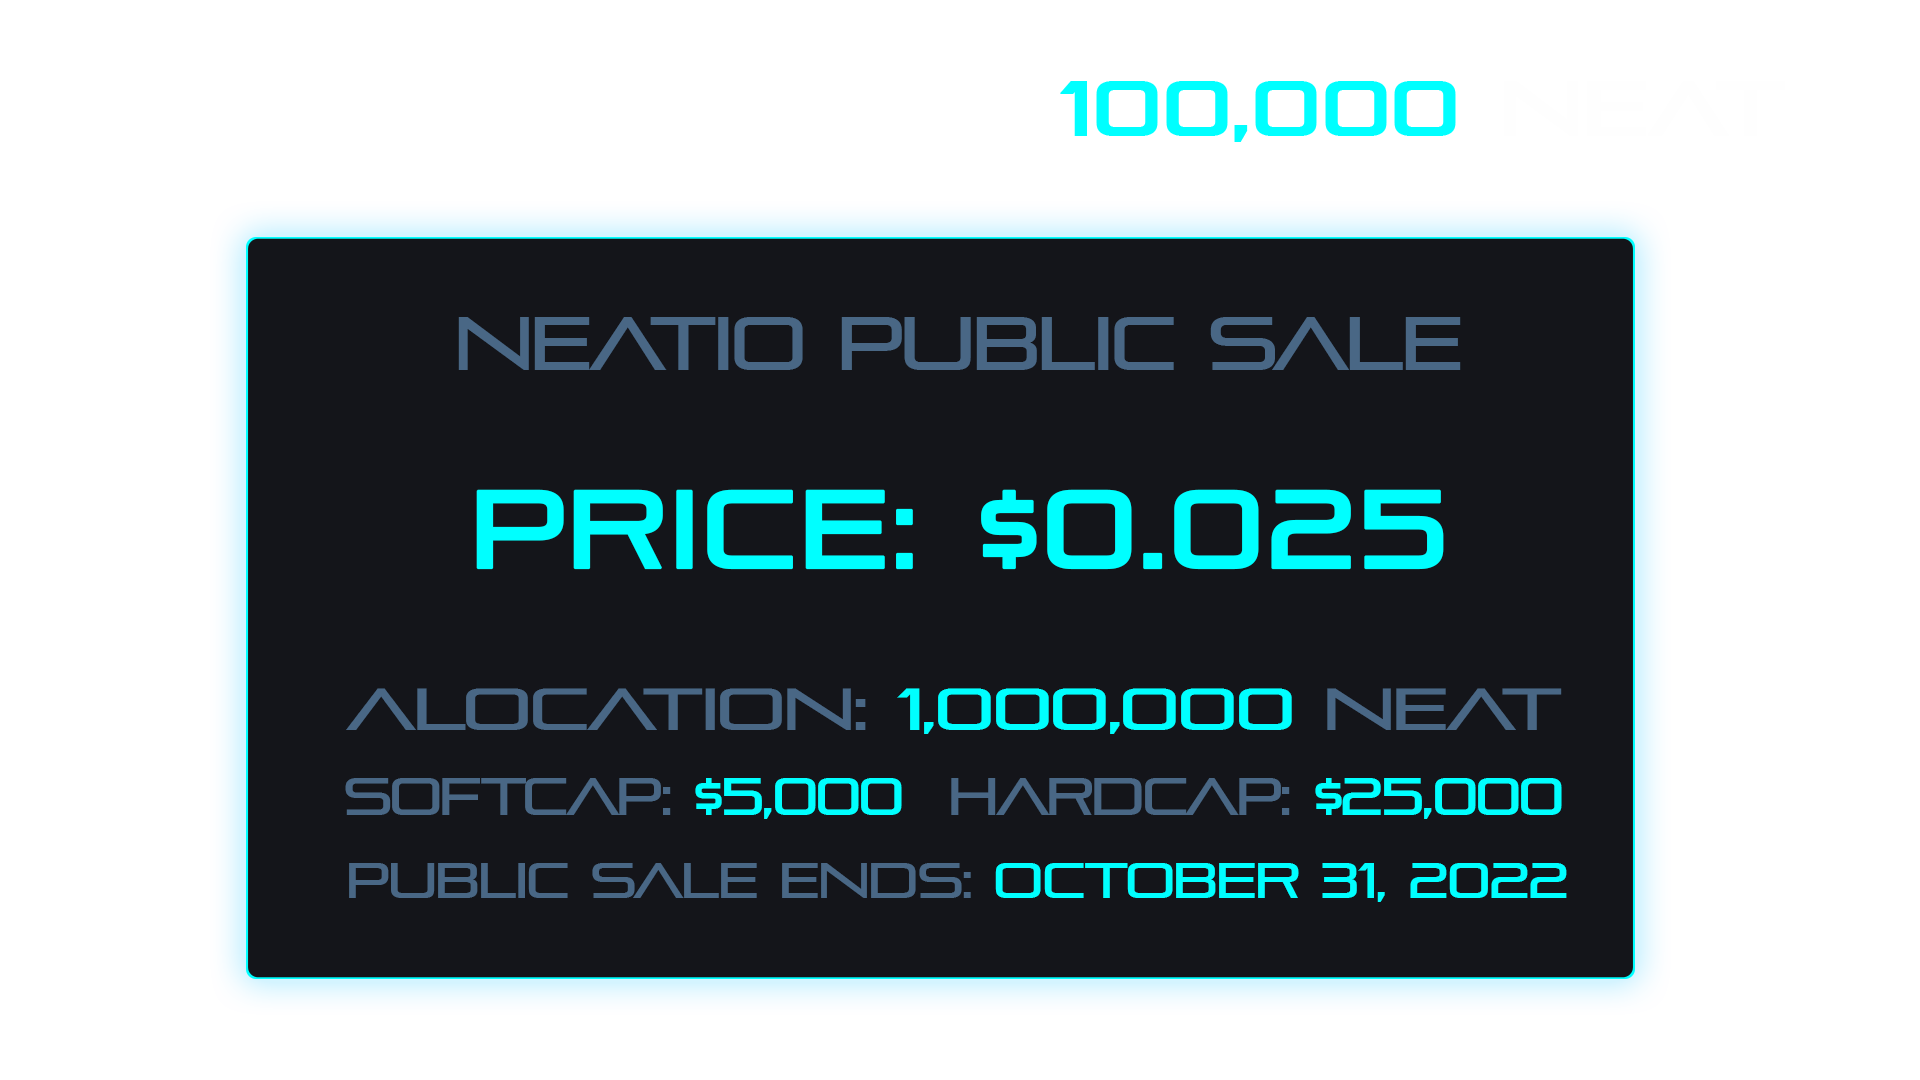 100,000 NEAT
NEATIO PUBLIC SALE
PRICE: $0.025
ALOCATION: 1,000,000 NEAT
SOFTCAP: $5,000 HARDCAP: $25,000
PUBLIC SALE ENDS: OCTOBER 31, 2022